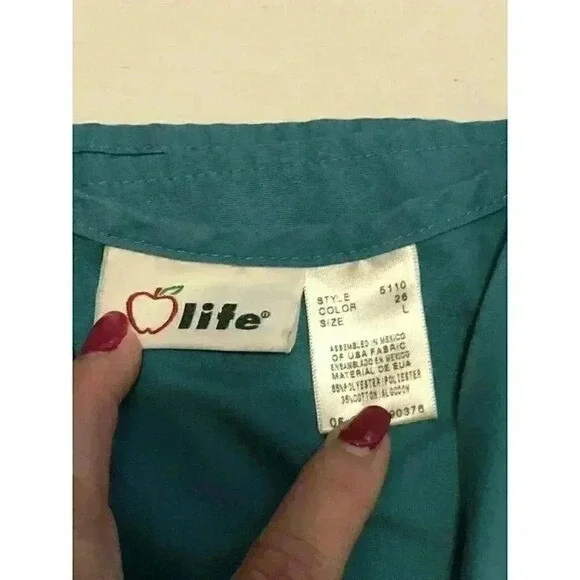 life®
STYLE 5110
COLOR 26
SIZE L
ASSEMBLED IN MEXICO
OF USA FABRIC
ENSAMBLADO EN MEXICO
MATERIAL DE EUA
65%POLYESTER/POLIESTER
35%COTTON/ALGODON
00376